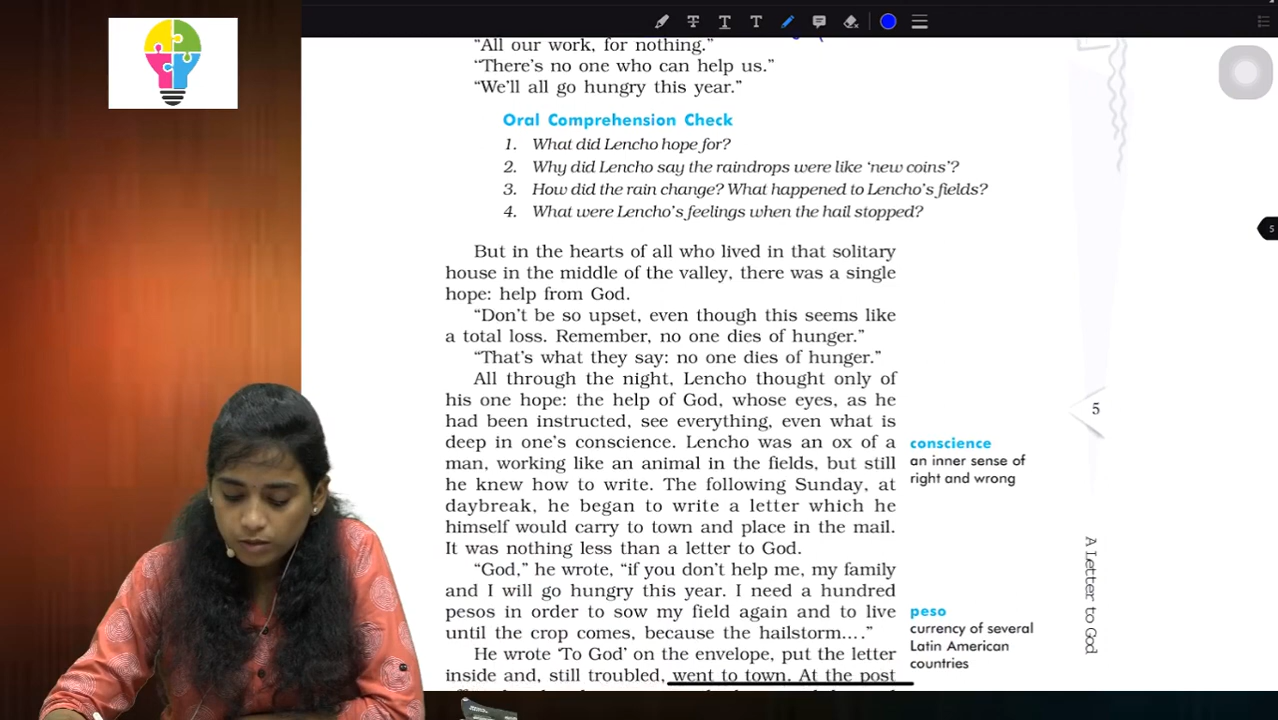 “All our work, for nothing.”
“There’s no one who can help us.”
“We’ll all go hungry this year.”
Oral Comprehension Check
1. What did Lencho hope for?
2. Why did Lencho say the raindrops were like ‘new coins’?
3. How did the rain change? What happened to Lencho’s fields?
4. What were Lencho’s feelings when the hail stopped?
But in the hearts of all who lived in that solitary
house in the middle of the valley, there was a single
hope: help from God.
“Don’t be so upset, even though this seems like
a total loss. Remember, no one dies of hunger.”
“That’s what they say: no one dies of hunger.”
All through the night, Lencho thought only of
his one hope: the help of God, whose eyes, as he
had been instructed, see everything, even what is
deep in one’s conscience. Lencho was an ox of a
man, working like an animal in the fields, but still
he knew how to write. The following Sunday, at
daybreak, he began to write a letter which he
himself would carry to town and place in the mail.
It was nothing less than a letter to God.
“God,” he wrote, “if you don’t help me, my family
and I will go hungry this year. I need a hundred
pesos in order to sow my field again and to live
until the crop comes, because the hailstorm....”
He wrote ‘To God’ on the envelope, put the letter
inside and, still troubled, went to town. At the post
conscience
an inner sense of
right and wrong
peso
currency of several
Latin American
countries
5
A Letter to God
5
T
T
T